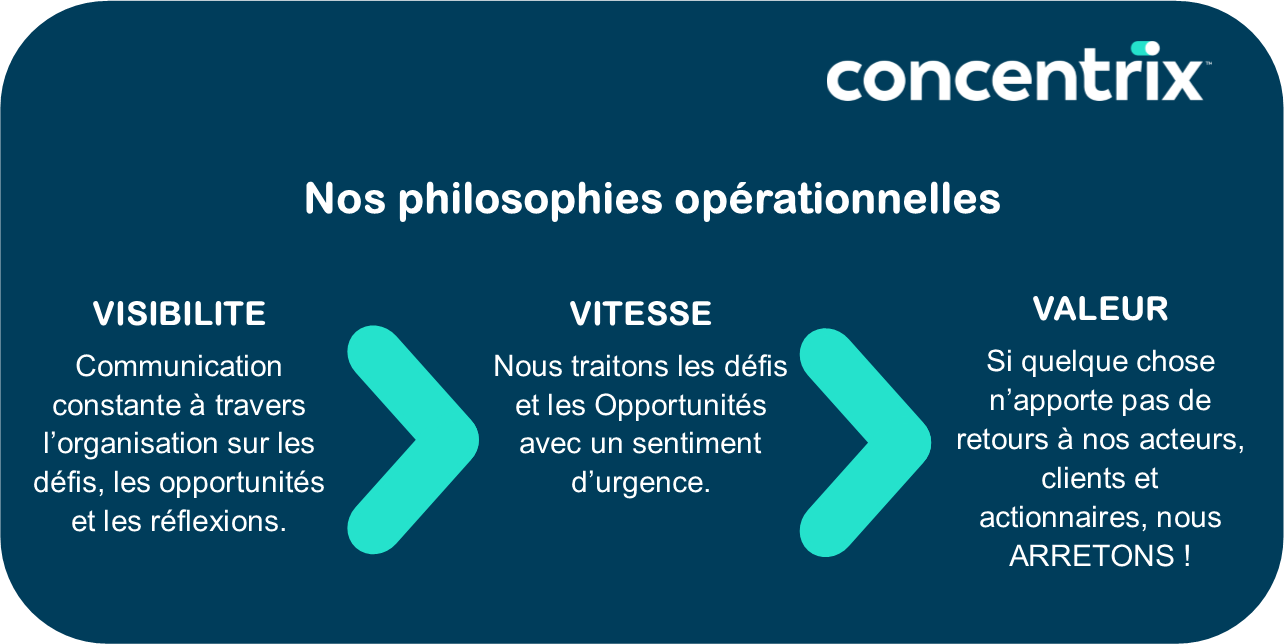 concentrix™
Nos philosophies opérationnelles
VISIBILITE
Communication
constante à travers
l’organisation sur les
défis, les opportunités
et les réflexions.
VITESSE
Nous traitons les défis
et les Opportunités
avec un sentiment
d’urgence.
VALEUR
Si quelque chose
n’apporte pas de
retours à nos acteurs,
clients et
actionnaires, nous
ARRETONS !